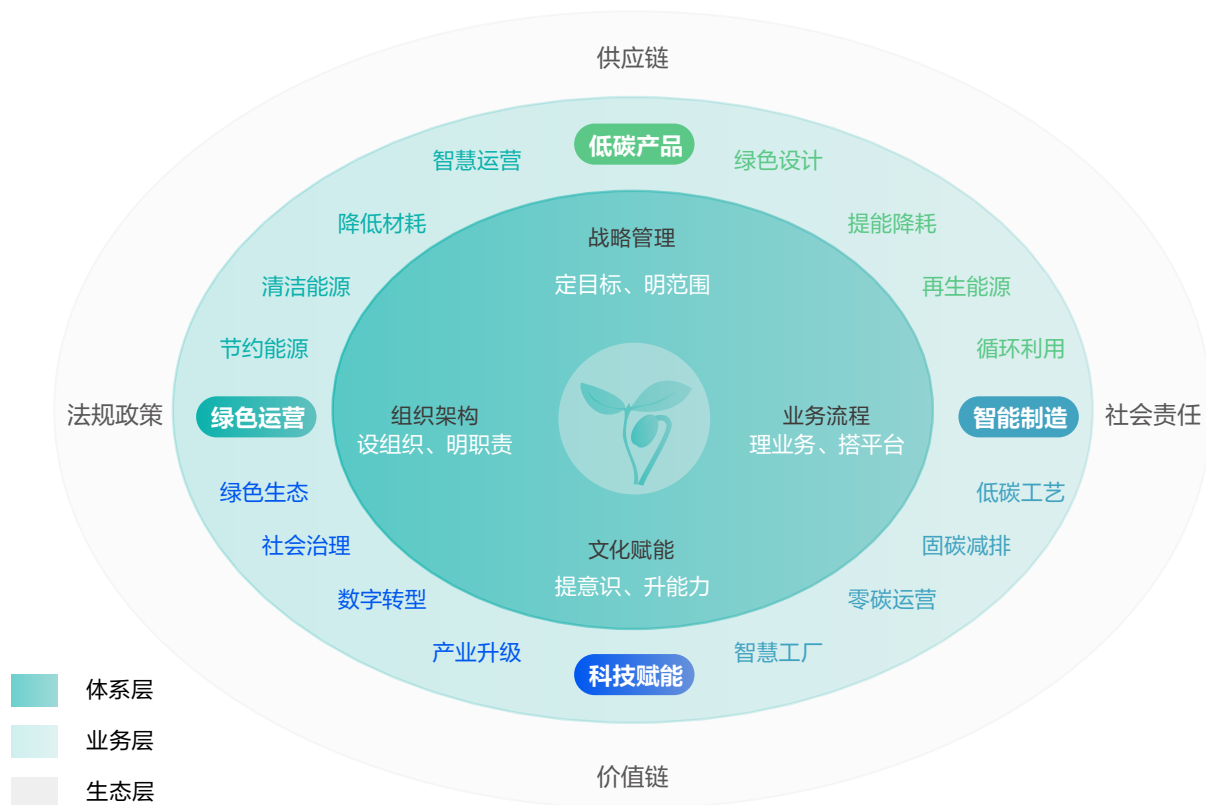 供应链
低碳产品
智慧运营
绿色设计
降低材耗
提能降耗
战略管理
定目标、明范围
清洁能源
再生能源
节约能源
循环利用
法规政策
绿色运营
组织架构
设组织、明职责
业务流程
理业务、搭平台
智能制造
社会责任
绿色生态
低碳工艺
社会治理
固碳减排
文化赋能
提意识、升能力
数字转型
零碳运营
产业升级
智慧工厂
科技赋能
体系层
业务层
价值链
生态层